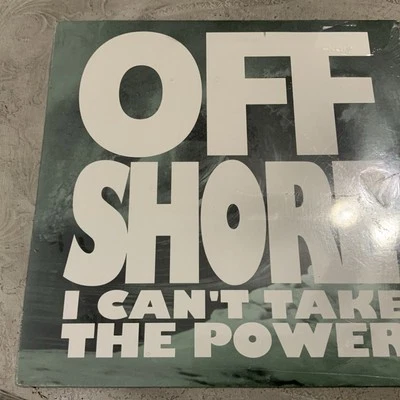 OFF
SHORE
I CAN'T TAKE
THE POWER